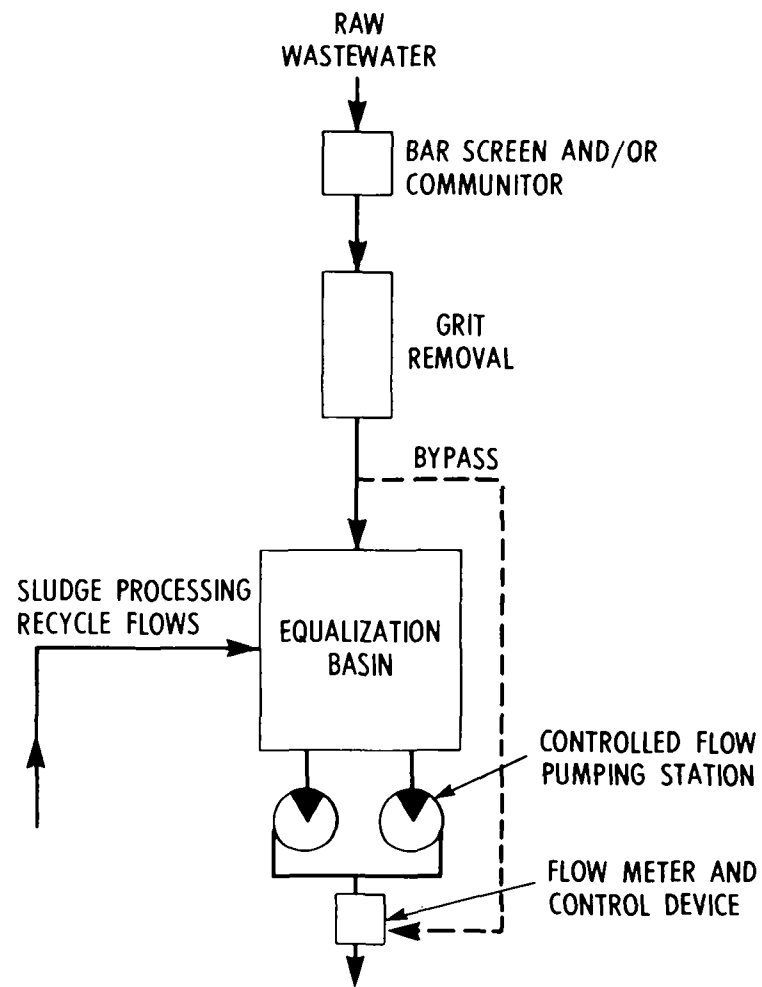 RAW
WASTEWATER
BAR SCREEN AND/OR
COMMUNITOR
GRIT
REMOVAL
BYPASS
SLUDGE PROCESSING
RECYCLE FLOWS
EQUALIZATION
BASIN
CONTROLLED FLOW
PUMPING STATION
FLOW METER AND
CONTROL DEVICE